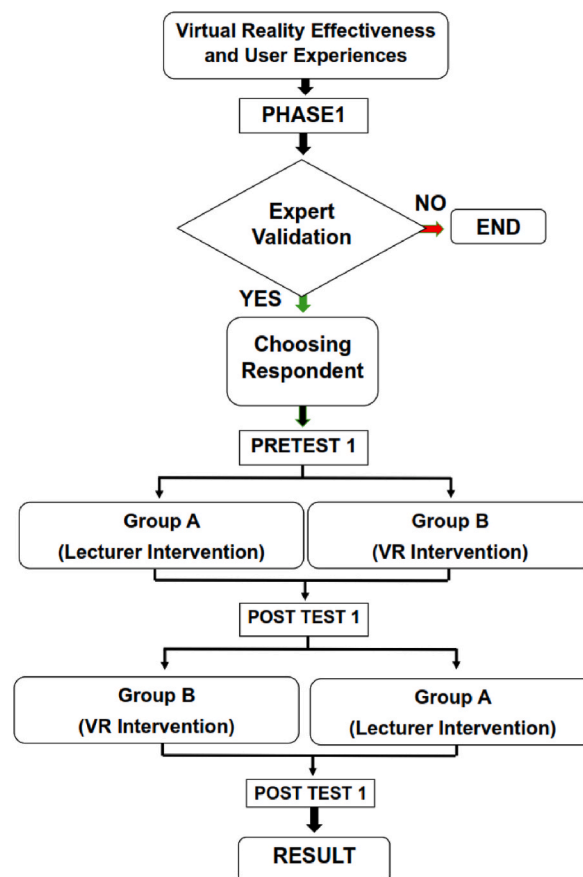 Virtual Reality Effectiveness
and User Experiences
PHASE1
Expert
Validation
NO
END
YES
Choosing
Respondent
PRETEST 1
Group A
(Lecturer Intervention)
Group B
(VR Intervention)
POST TEST 1
Group B
(VR Intervention)
Group A
(Lecturer Intervention)
POST TEST 1
RESULT